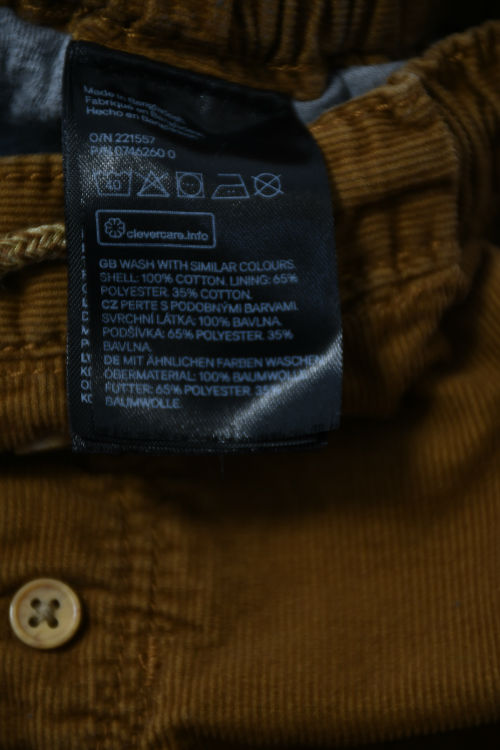 Made in Bangladesh
Fabriqué en Bangladesh
Hecho en Bangladesh
O/N 221557
P/N 0746260 0
40
clevercare.info
GB WASH WITH SIMILAR COLOURS.
SHELL: 100% COTTON. LINING: 65%
POLYESTER. 35% COTTON.
CZ PERTE S PODOBNÝMI BARVAMI.
SVRCHNÍ LÁTKA: 100% BAVLNA.
PODŠÍVKA: 65% POLYESTER. 35%
BAVLNA.
DE MIT ÄHNLICHEN FARBEN WASCHEN.
OBERMATERIAL: 100% BAUMWOLLE.
FUTTER: 65% POLYESTER. 35%
BAUMWOLLE.